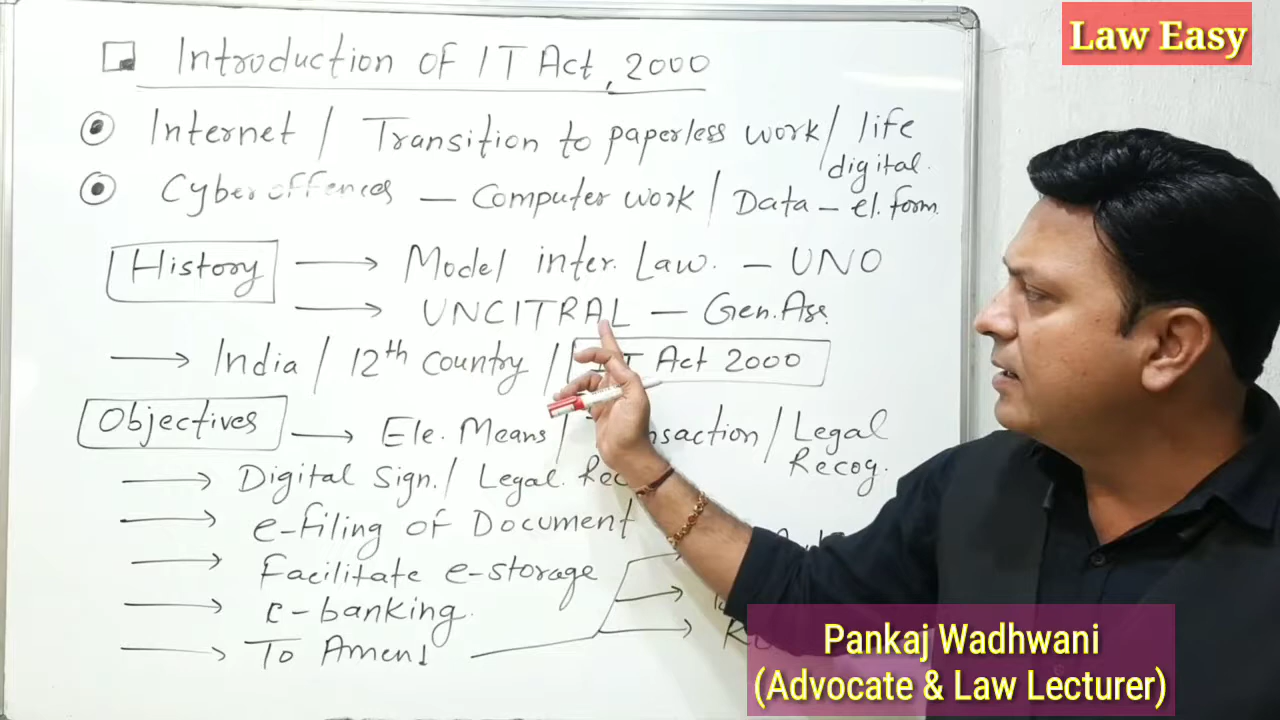 Law Easy
Introduction OF IT Act, 2000
Internet / Transition to paperless work / life
digital.
Cyber offences — Computer work / Data – el. form.
History → Model inter. Law. — UNO
→ UNCITRAL — Gen. Ass.
→ India / 12th Country / Act 2000
Objectives → Ele. Means / Legal
Recog.
→ Digital Sign. / Legal.
→ e-filing of Document
→ Facilitate e-storage
→ e-banking.
→ To Amend
Pankaj Wadhwani
(Advocate & Law Lecturer)